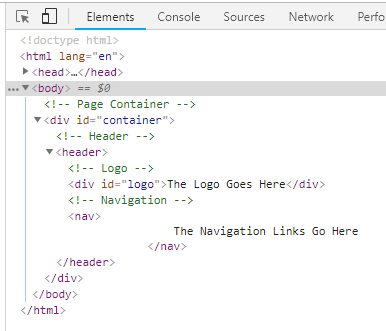 Elements Console Sources Network Perfo
<!doctype html>
<html lang="en">
<head>…</head>
<body> == $0
<!-- Page Container -->
<div id="container">
<!-- Header -->
<header>
<!-- Logo -->
<div id="logo">The Logo Goes Here</div>
<!-- Navigation -->
<nav>
The Navigation Links Go Here
</nav>
</header>
</div>
</body>
</html>